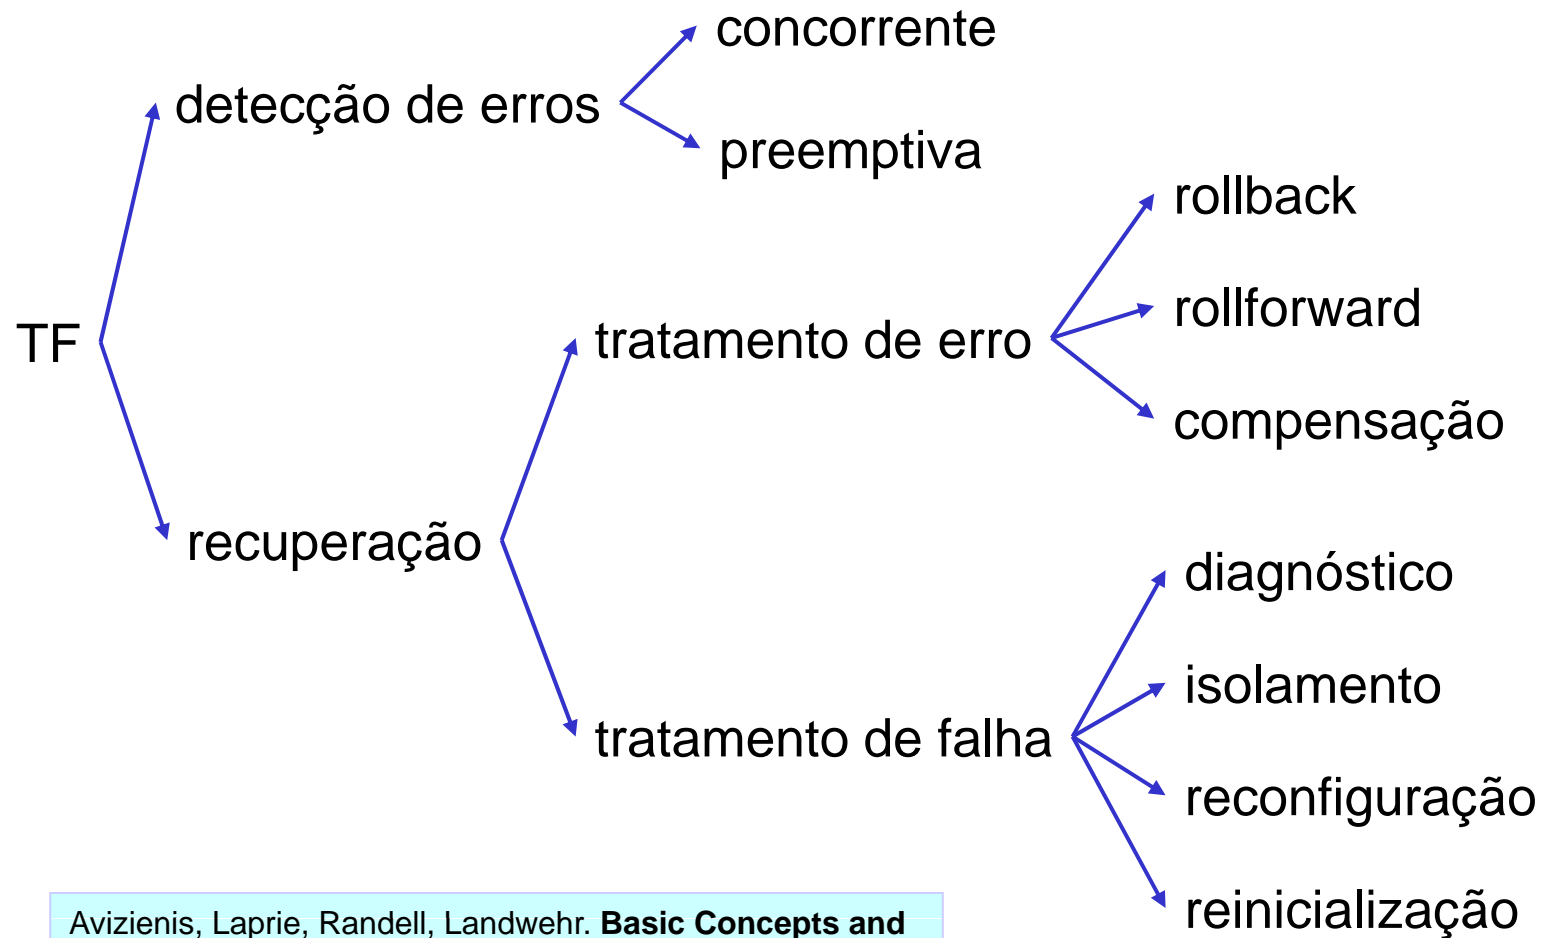 TF
detecção de erros
concorrente
preemptiva
recuperação
tratamento de erro
rollback
rollforward
compensação
tratamento de falha
diagnóstico
isolamento
reconfiguração
reinicialização
Avizienis, Laprie, Randell, Landwehr. Basic Concepts and